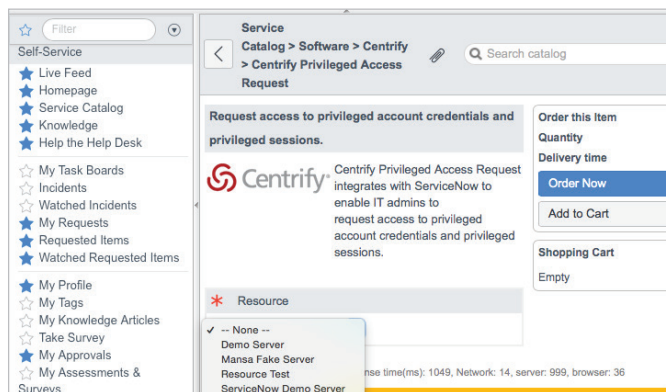 Filter
Self-Service
Live Feed
Homepage
Service Catalog
Knowledge
Help the Help Desk
My Task Boards
Incidents
Watched Incidents
My Requests
Requested Items
Watched Requested Items
My Profile
My Tags
My Knowledge Articles
Take Survey
My Approvals
My Assessments &
Surveys
Service
Catalog > Software > Centrify
> Centrify Privileged Access
Request
Search catalog
Request access to privileged account credentials and
privileged sessions.
Centrify
Centrify Privileged Access Request
integrates with ServiceNow to
enable IT admins to
request access to privileged
account credentials and privileged
sessions.
Resource
-- None --
Demo Server
Mansa Fake Server
Resource Test
ServiceNow Demo Server
nse time(ms): 1049, Network: 14, server: 999, browser: 36
Order this Item
Quantity
Delivery time
Order Now
Add to Cart
Shopping Cart
Empty